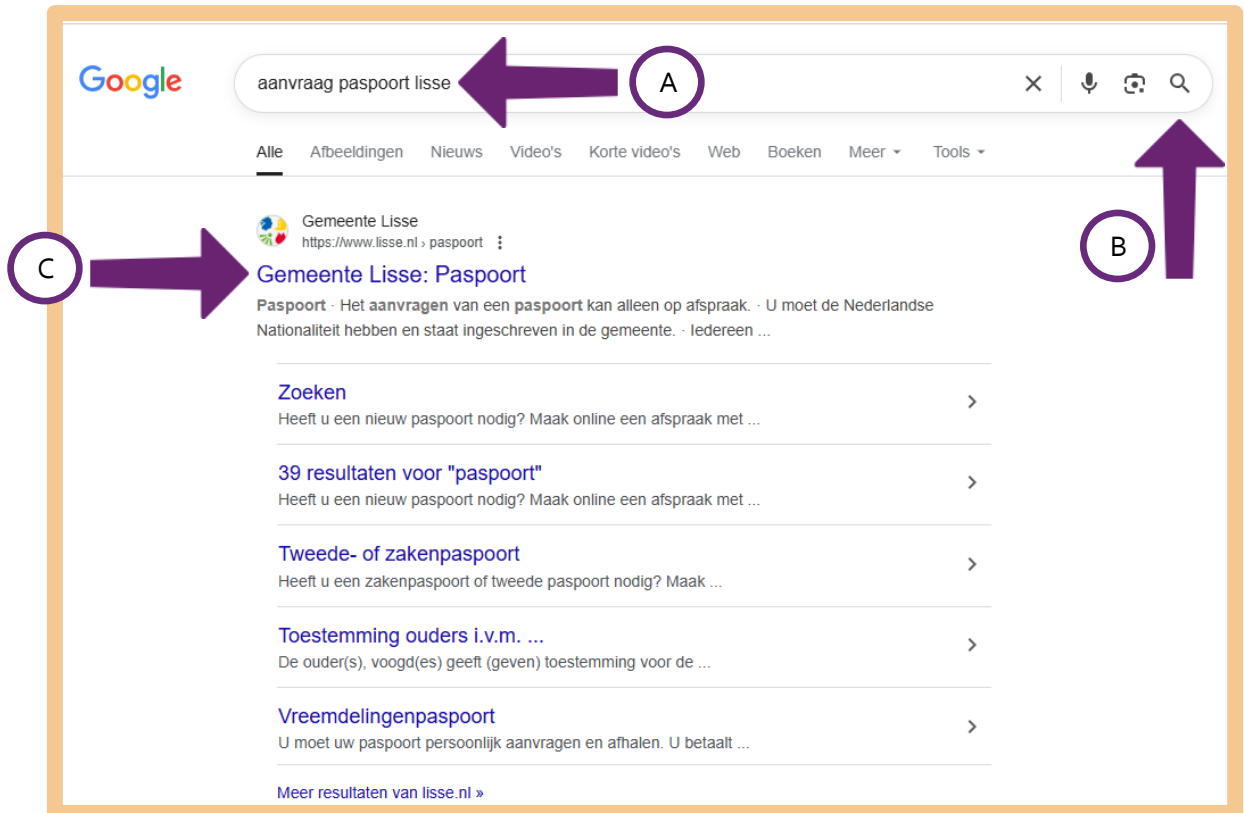 Google
aanvraag paspoort lisse
A
Alle Afbeeldingen Nieuws Video's Korte video's Web Boeken Meer Tools
B
C
Gemeente Lisse
https://www.lisse.nl › paspoort
Gemeente Lisse: Paspoort
Paspoort · Het aanvragen van een paspoort kan alleen op afspraak. · U moet de Nederlandse
Nationaliteit hebben en staat ingeschreven in de gemeente. · Iedereen ...
Zoeken
Heeft u een nieuw paspoort nodig? Maak online een afspraak met ...
39 resultaten voor "paspoort"
Heeft u een nieuw paspoort nodig? Maak online een afspraak met ...
Tweede- of zakenpaspoort
Heeft u een zakenpaspoort of tweede paspoort nodig? Maak ...
Toestemming ouders i.v.m. ...
De ouder(s), voogd(es) geeft (geven) toestemming voor de ...
Vreemdelingenpaspoort
U moet uw paspoort persoonlijk aanvragen en afhalen. U betaalt ...
Meer resultaten van lisse.nl »